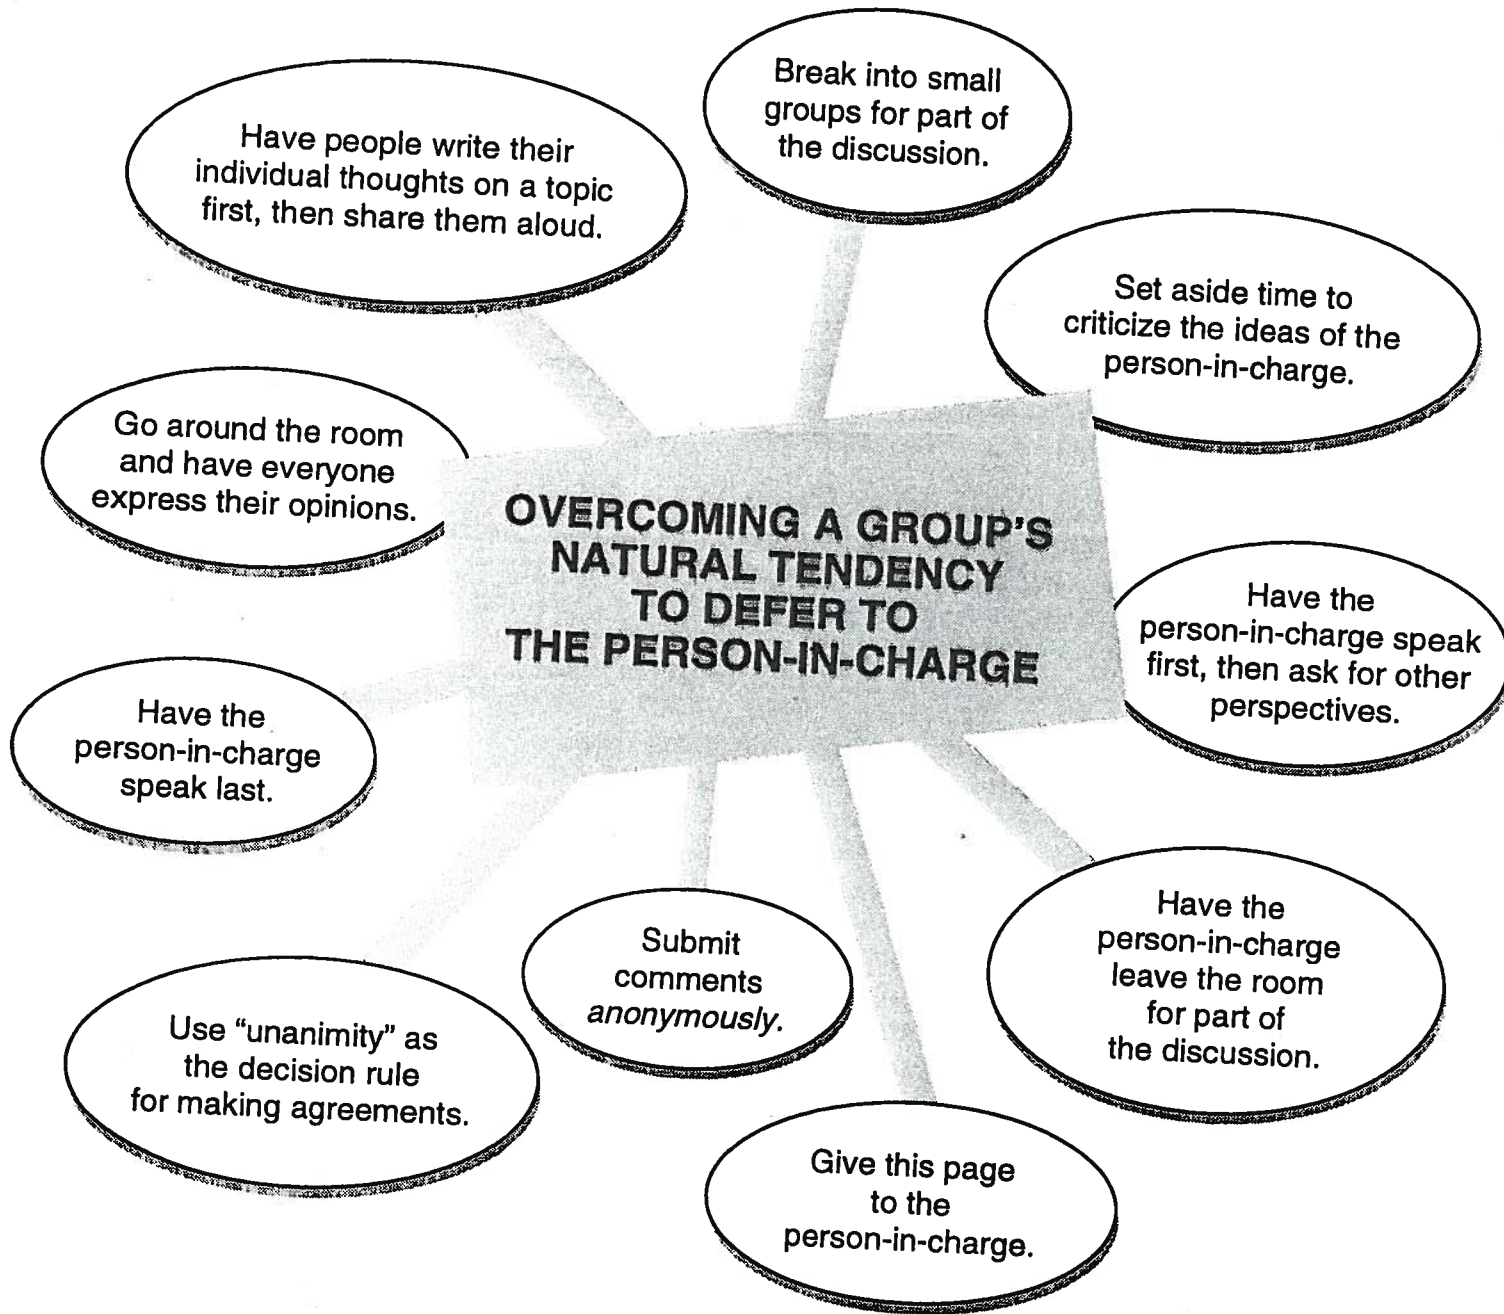 Break into small
groups for part of
the discussion.
Have people write their
individual thoughts on a topic
first, then share them aloud.
Set aside time to
criticize the ideas of the
person-in-charge.
Go around the room
and have everyone
express their opinions.
OVERCOMING A GROUP'S
NATURAL TENDENCY
TO DEFER TO
THE PERSON-IN-CHARGE
Have the
person-in-charge speak
first, then ask for other
perspectives.
Have the
person-in-charge
speak last.
Have the
person-in-charge
leave the room
for part of
the discussion.
Submit
comments
anonymously.
Use “unanimity” as
the decision rule
for making agreements.
Give this page
to the
person-in-charge.